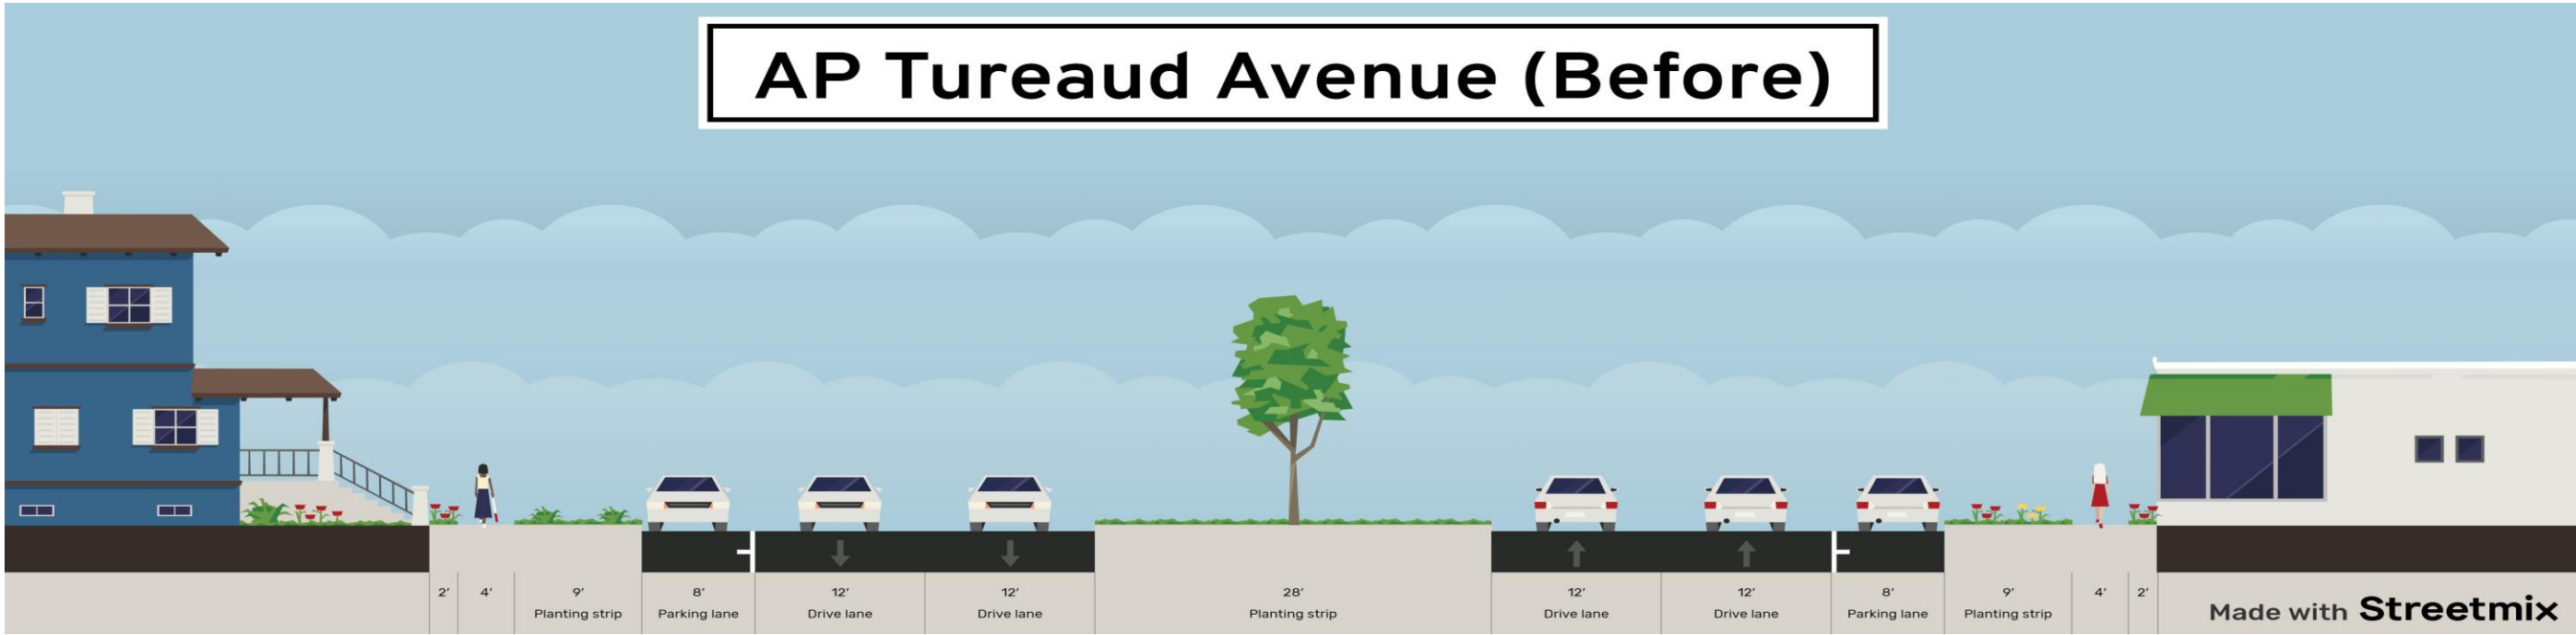 AP Tureaud Avenue (Before)
2' 4' 9' 8' 12' 12' 28' 12' 12' 8' 9' 4' 2'
Planting strip Parking lane Drive lane Drive lane Planting strip Drive lane Drive lane Parking lane Planting strip
Made with Streetmix